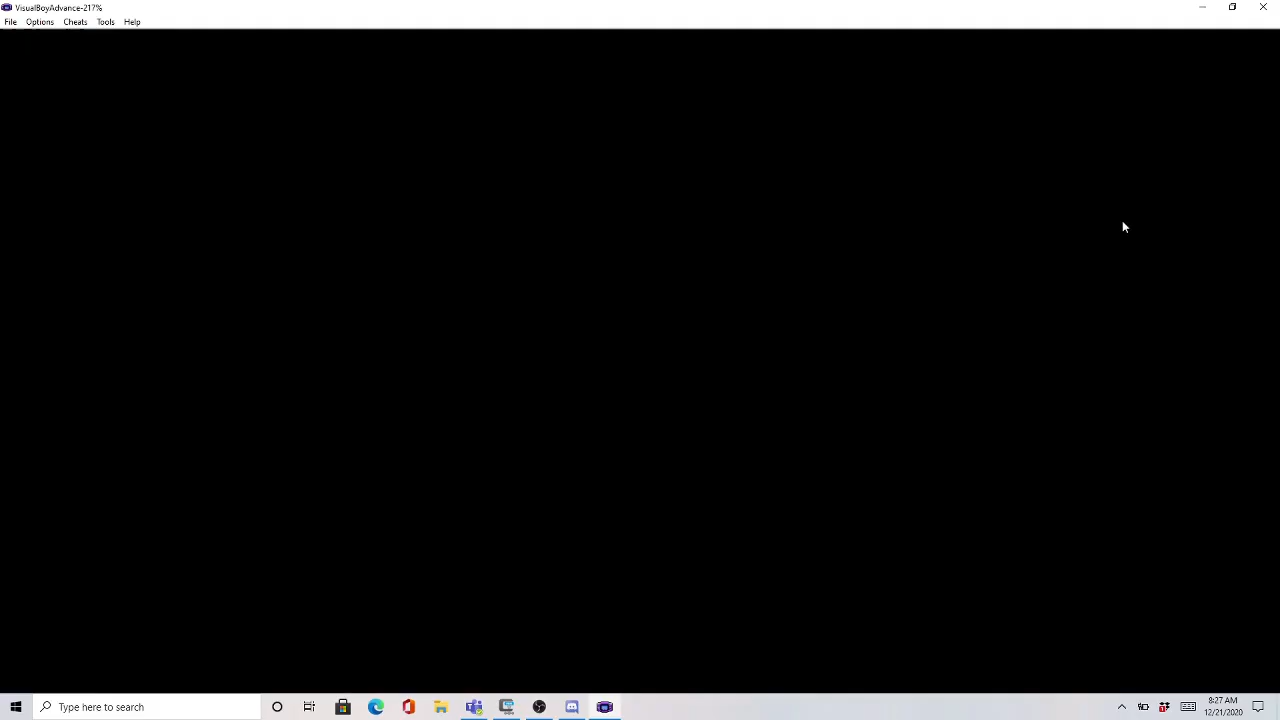 VisualBoyAdvance-217%
File Options Cheats Tools Help
Type here to search
8:27 AM
12/21/2020